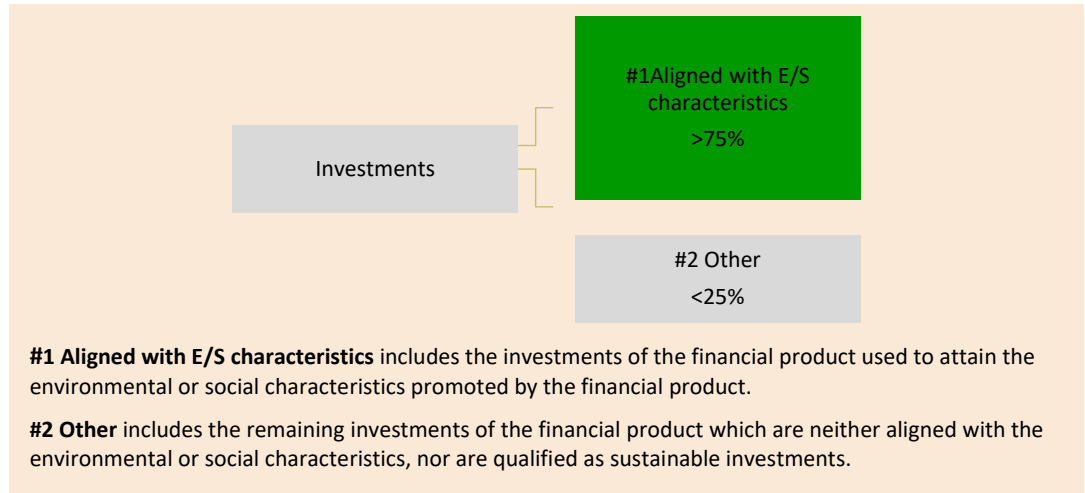 #1Aligned with E/S
characteristics
>75%
Investments
#2 Other
<25%
#1 Aligned with E/S characteristics includes the investments of the financial product used to attain the
environmental or social characteristics promoted by the financial product.
#2 Other includes the remaining investments of the financial product which are neither aligned with the
environmental or social characteristics, nor are qualified as sustainable investments.